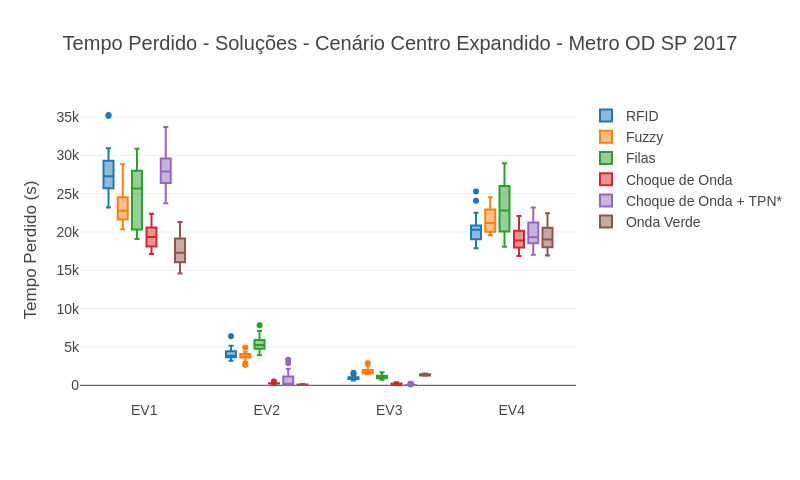 Tempo Perdido - Soluções - Cenário Centro Expandido - Metro OD SP 2017
Tempo Perdido (s)
35k
30k
25k
20k
15k
10k
5k
0
EV1
EV2
EV3
EV4
RFID
Fuzzy
Filas
Choque de Onda
Choque de Onda + TPN*
Onda Verde